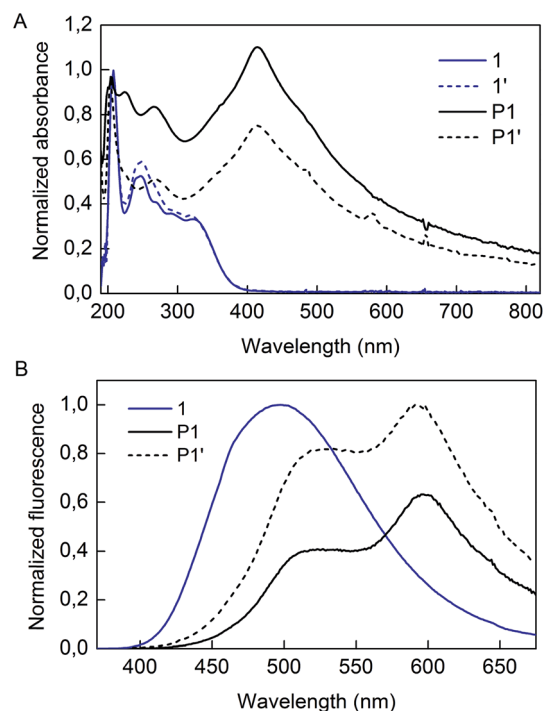 A
1,2
1,0
0,8
0,6
0,4
0,2
0,0
Normalized absorbance
1
1'
P1
P1'
200 300 400 500 600 700 800
Wavelength (nm)
B
1,0
0,8
0,6
0,4
0,2
0,0
Normalized fluorescence
1
P1
P1'
400 450 500 550 600 650
Wavelength (nm)